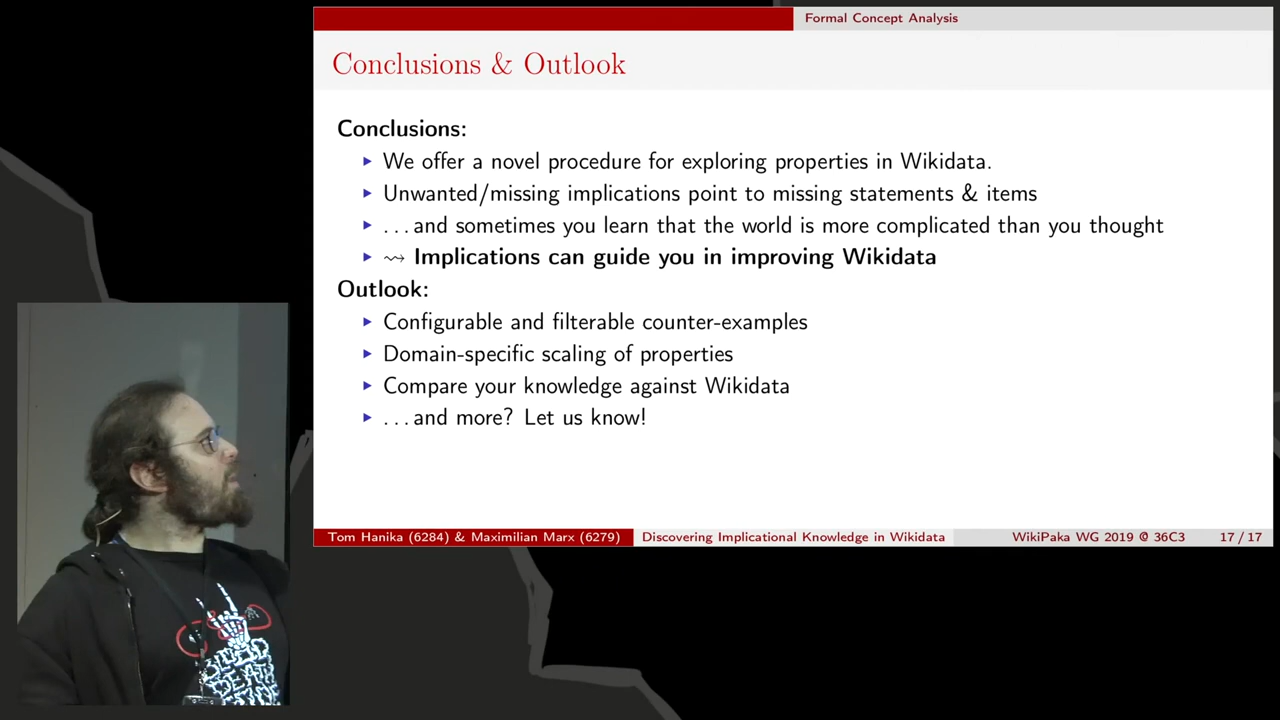 Formal Concept Analysis
Conclusions & Outlook
Conclusions:
▶ We offer a novel procedure for exploring properties in Wikidata.
▶ Unwanted/missing implications point to missing statements & items
▶ ...and sometimes you learn that the world is more complicated than you thought
▶ ⇝ Implications can guide you in improving Wikidata
Outlook:
▶ Configurable and filterable counter-examples
▶ Domain-specific scaling of properties
▶ Compare your knowledge against Wikidata
▶ ...and more? Let us know!
Tom Hanika (6284) & Maximilian Marx (6279) Discovering Implicational Knowledge in Wikidata WikiPaka WG 2019 @ 36C3 17 / 17